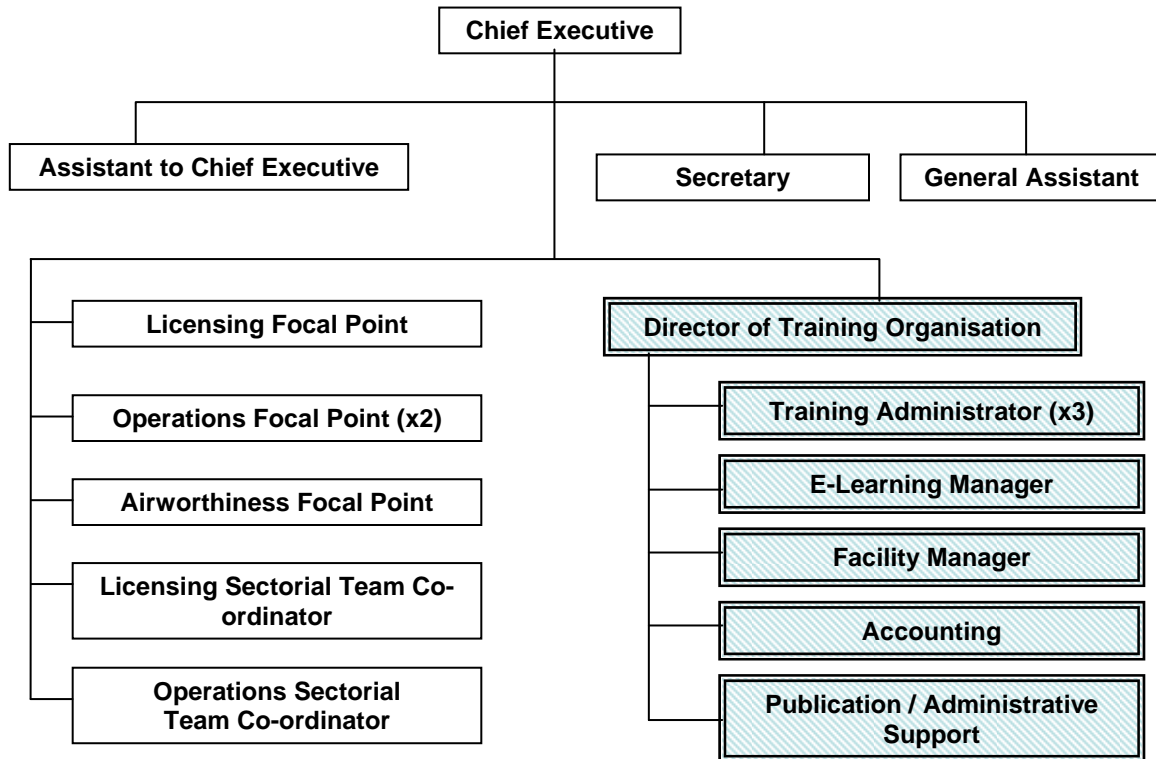 Chief Executive
Assistant to Chief Executive
Secretary
General Assistant
Licensing Focal Point
Operations Focal Point (x2)
Airworthiness Focal Point
Licensing Sectorial Team Co-
ordinator
Operations Sectorial
Team Co-ordinator
Director of Training Organisation
Training Administrator (x3)
E-Learning Manager
Facility Manager
Accounting
Publication / Administrative
Support